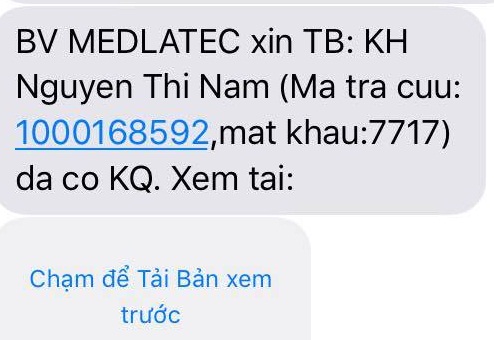 BV MEDLATEC xin TB: KH
Nguyen Thi Nam (Ma tra cuu:
1000168592,mat khau:7717)
da co KQ. Xem tai:
Chạm để Tải Bản xem
trước